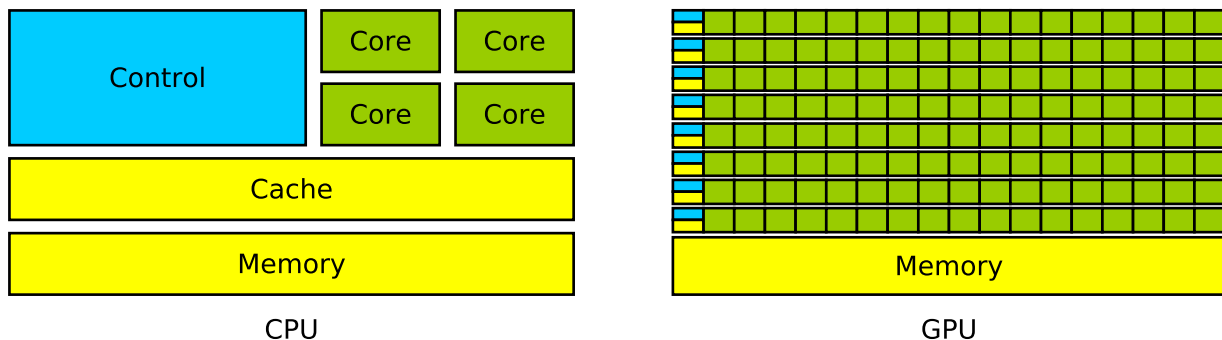 Control
Core
Core
Core
Core
Cache
Memory
CPU
Memory
GPU